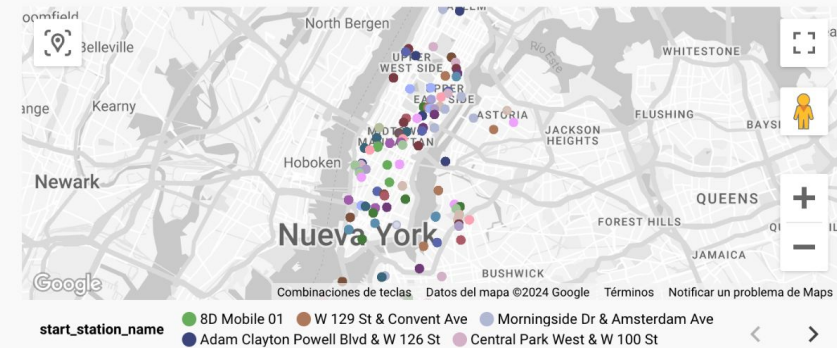 oomfield
North Bergen
Belleville
UPPER
WEST SIDE
Río Este
WHITESTONE
UPPER
EAST SIDE
ange
Kearny
ASTORIA
FLUSHING
MIDTOWN
MANHATTAN
JACKSON
HEIGHTS
BAYSI
Hoboken
Newark
QUEENS
Nueva York
FOREST HILLS
JAMAICA
BUSHWICK
Google
Combinaciones de teclas Datos del mapa ©2024 Google Términos Notificar un problema de Maps
start_station_name
8D Mobile 01 W 129 St & Convent Ave Morningside Dr & Amsterdam Ave
Adam Clayton Powell Blvd & W 126 St Central Park West & W 100 St